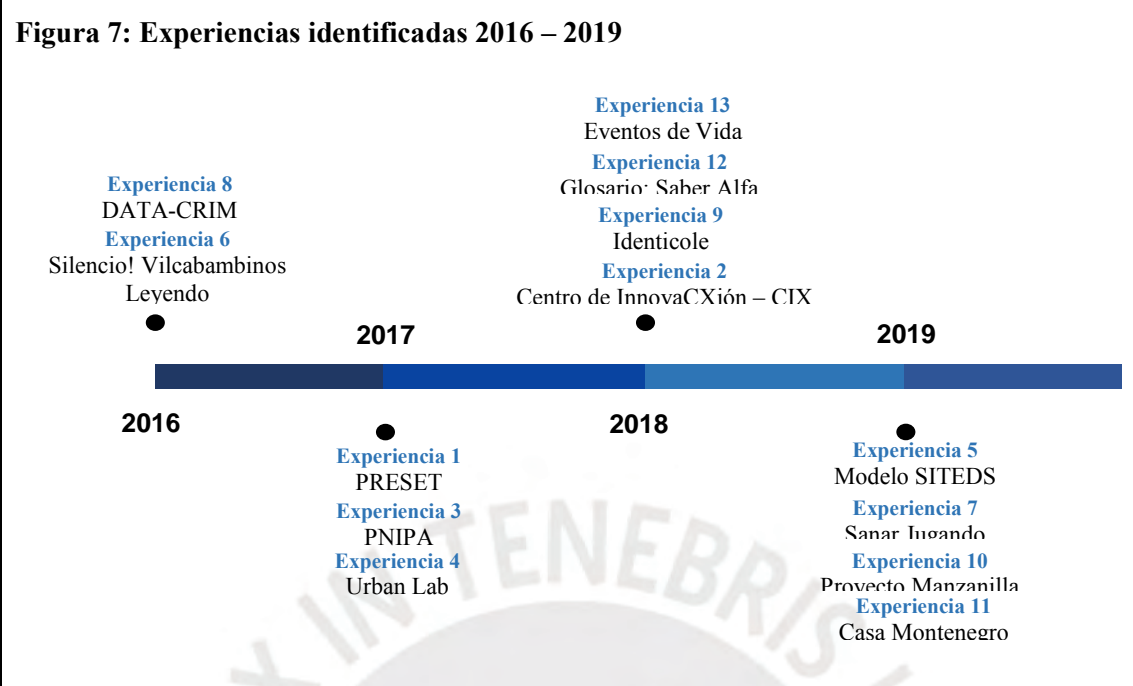 Figura 7: Experiencias identificadas 2016 – 2019
Experiencia 13
Eventos de Vida
Experiencia 12
Glosario: Saber Alfa
Experiencia 9
Identicole
Experiencia 2
Centro de InnovaCXión – CIX
Experiencia 8
DATA-CRIM
Experiencia 6
Silencio! Vilcabambinos
Leyendo
2017
2019
2016
2018
Experiencia 1
PRESET
Experiencia 3
PNIPA
Experiencia 4
Urban Lab
Experiencia 5
Modelo SITEDS
Experiencia 7
Sanar Jugando
Experiencia 10
Proyecto Manzanilla
Experiencia 11
Casa Montenegro
X IN TENEBRIS